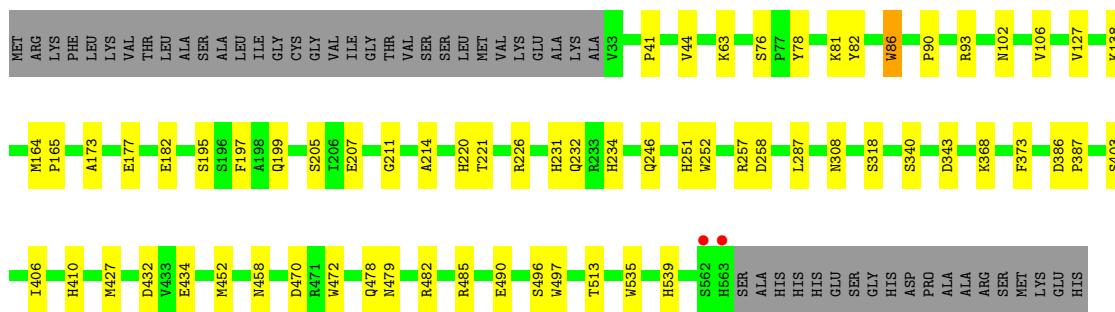 MET ARG LYS PHE LEU LYS LYS VAL THR LEU LEU ALA SER ALA LEU ILE GLY CYS GLY VAL ILE GLY THR VAL SER SER LEU MET VAL LYS GLU ALA LYS ALA V33 P41 V44 K63 S76 P77 Y78 K81 Y82 W86 P90 R93 N102 V106 V127 K138
M164 P165 A173 E177 E182 S195 S196 F197 A198 Q199 S205 I206 E207 G211 A214 H220 T221 R226 H231 Q232 R233 H234 Q246 H251 W252 R257 D258 L287 N308 S318 S340 D343 K368 F373 D386 P387 S403
I406 H410 M427 D432 V433 E434 M452 N458 D470 R471 W472 Q478 N479 R482 R485 E490 S496 W497 T513 W535 H539 S562 H563 SER ALA HIS HIS HIS GLU SER GLY HIS ASP PRO ALA ALA ARG SER MET LYS GLU HIS